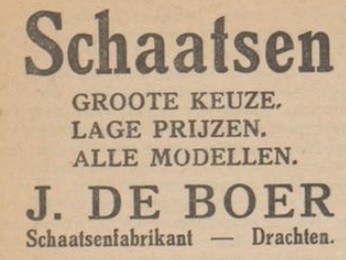 Schaatsen
GROOTE KEUZE.
LAGE PRIJZEN.
ALLE MODELLEN.
J. DE BOER
Schaatsenfabrikant — Drachten.